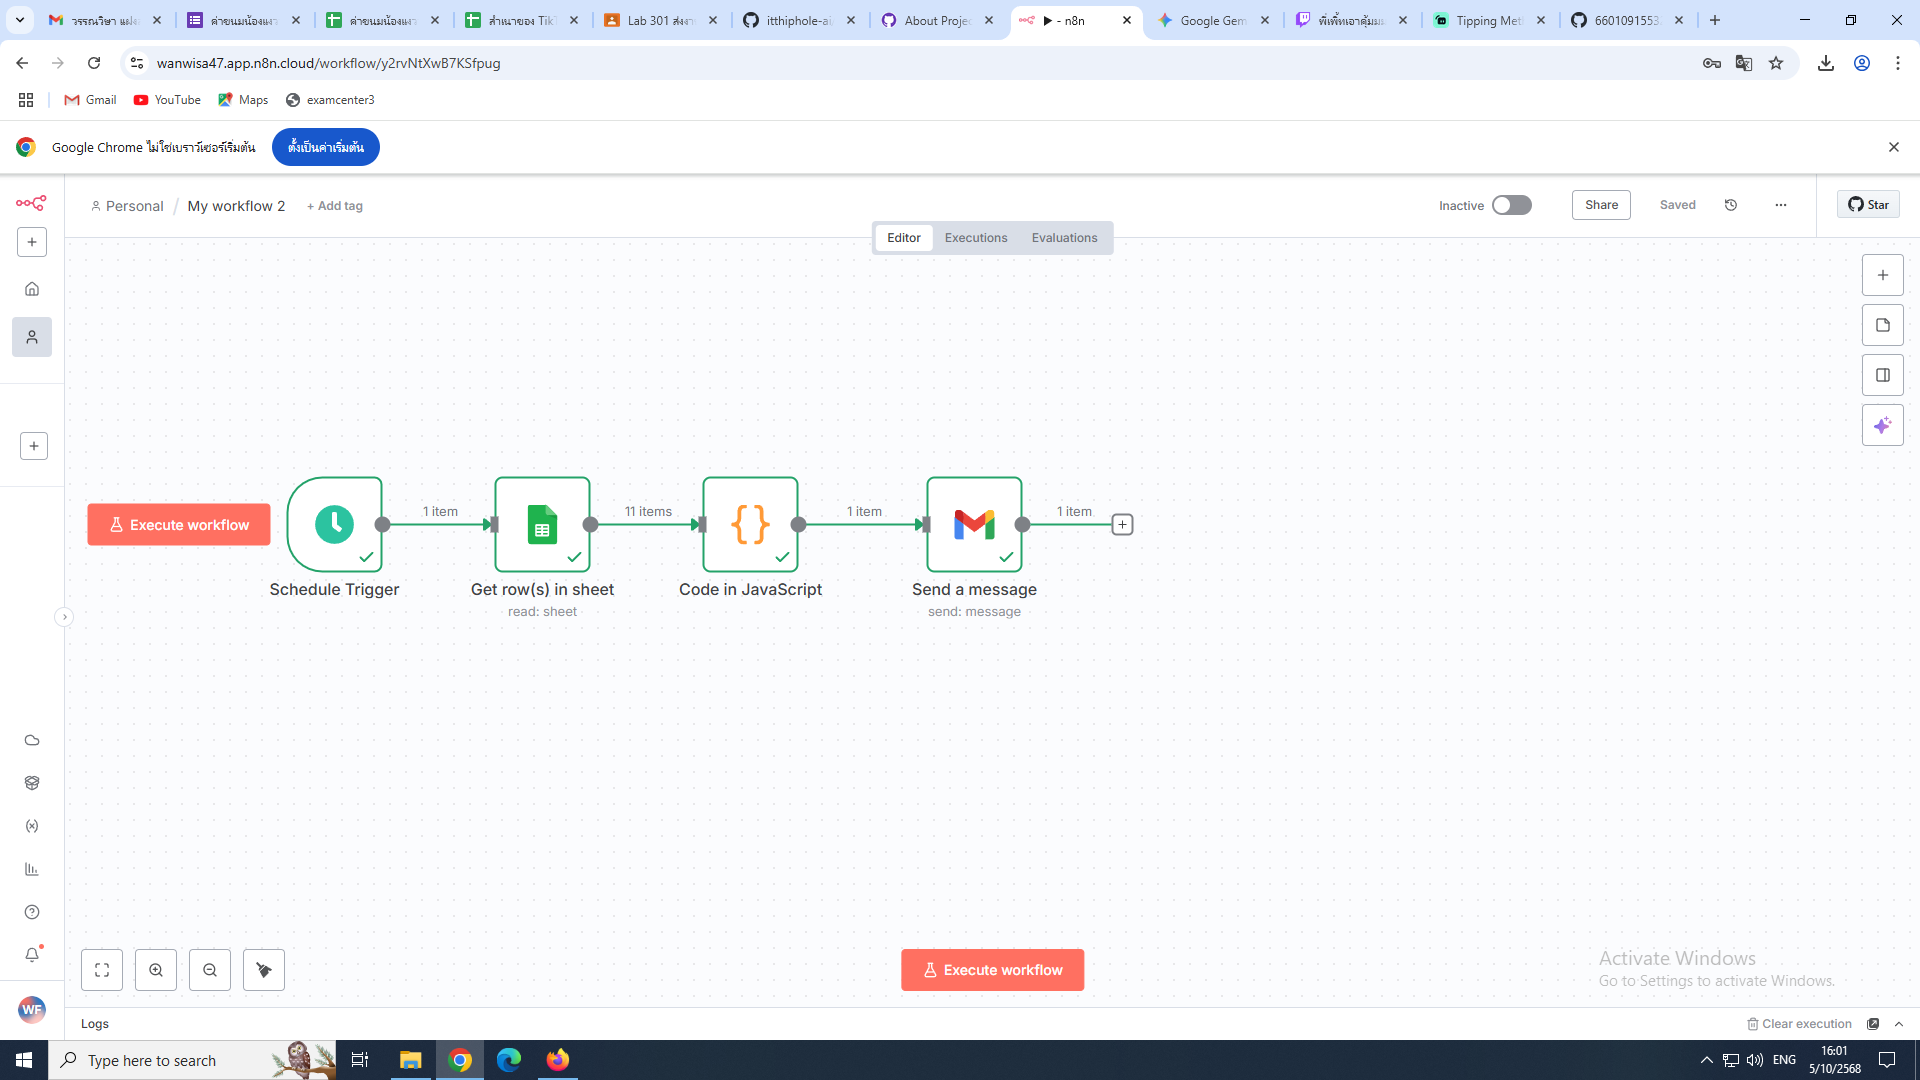 วรรณวิษา แฝง
ค่าขนมน้องแงว
ค่าขนมน้องแงว
สำเนาของ Tik
Lab 301 ส่งงา
itthiphole-ai
About Projec
- n8n
Google Gem
Tipping Met
6601091553
wanwisa47.app.n8n.cloud/workflow/y2rvNtXwB7KSfpug
Gmail
YouTube
Maps
examcenter3
Google Chrome ไม่ใช่เบราว์เซอร์เริ่มต้น
ตั้งเป็นค่าเริ่มต้น
Personal / My workflow 2
+ Add tag
Inactive
Share
Saved
Star
Editor
Executions
Evaluations
Execute workflow
1 item
11 items
1 item
1 item
Schedule Trigger
Get row(s) in sheet
Code in JavaScript
Send a message
read: sheet
send: message
Execute workflow
Activate Windows
Go to Settings to activate Windows.
WF
Logs
Clear execution
Type here to search
ENG
16:01
5/10/2568